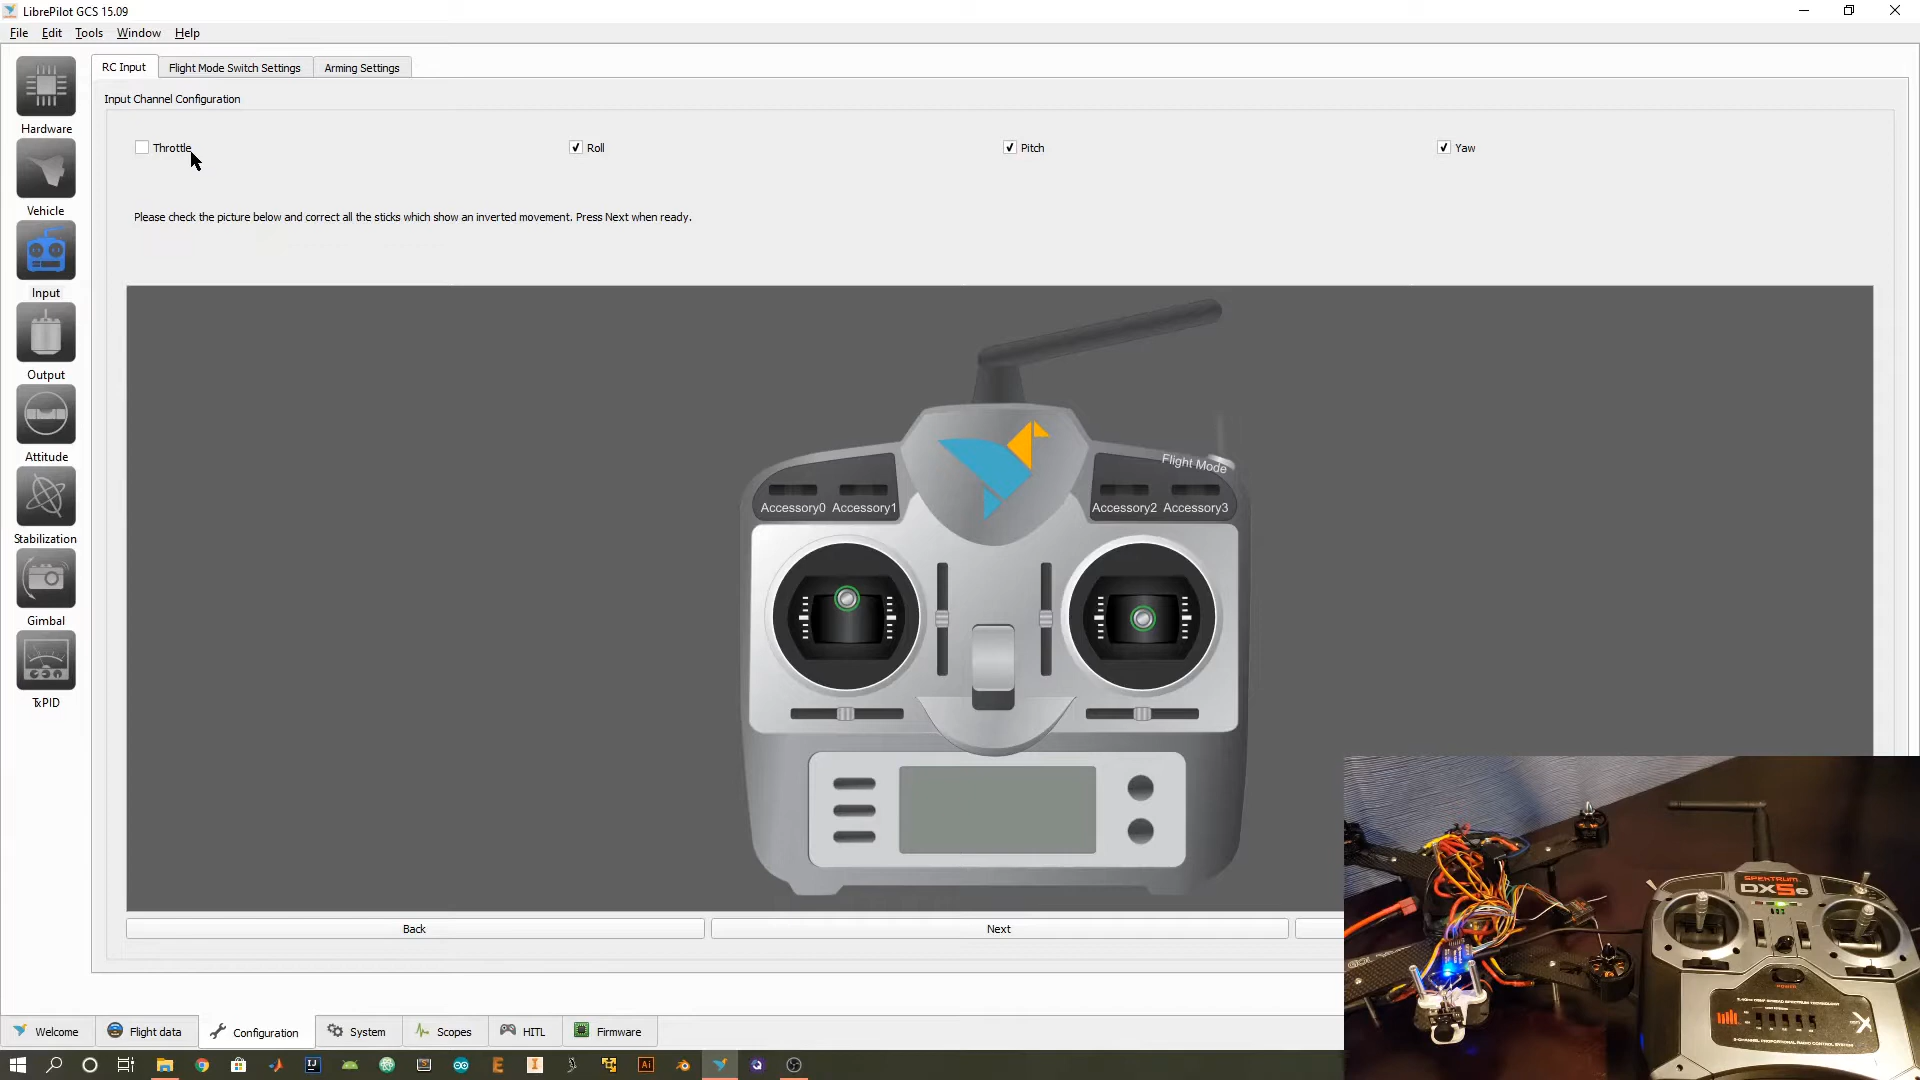 LibrePilot GCS 15.09
File Edit Tools Window Help
RC Input Flight Mode Switch Settings Arming Settings
Hardware
Vehicle
Input
Output
Attitude
Stabilization
Gimbal
TxPID
Input Channel Configuration
Throttle Roll Pitch Yaw
Please check the picture below and correct all the sticks which show an inverted movement. Press Next when ready.
Flight Mode
Accessory0 Accessory1 Accessory2 Accessory3
Back Next
SPEKTRUM
DX5e
POWER
Welcome Flight data Configuration System Scopes HITL Firmware